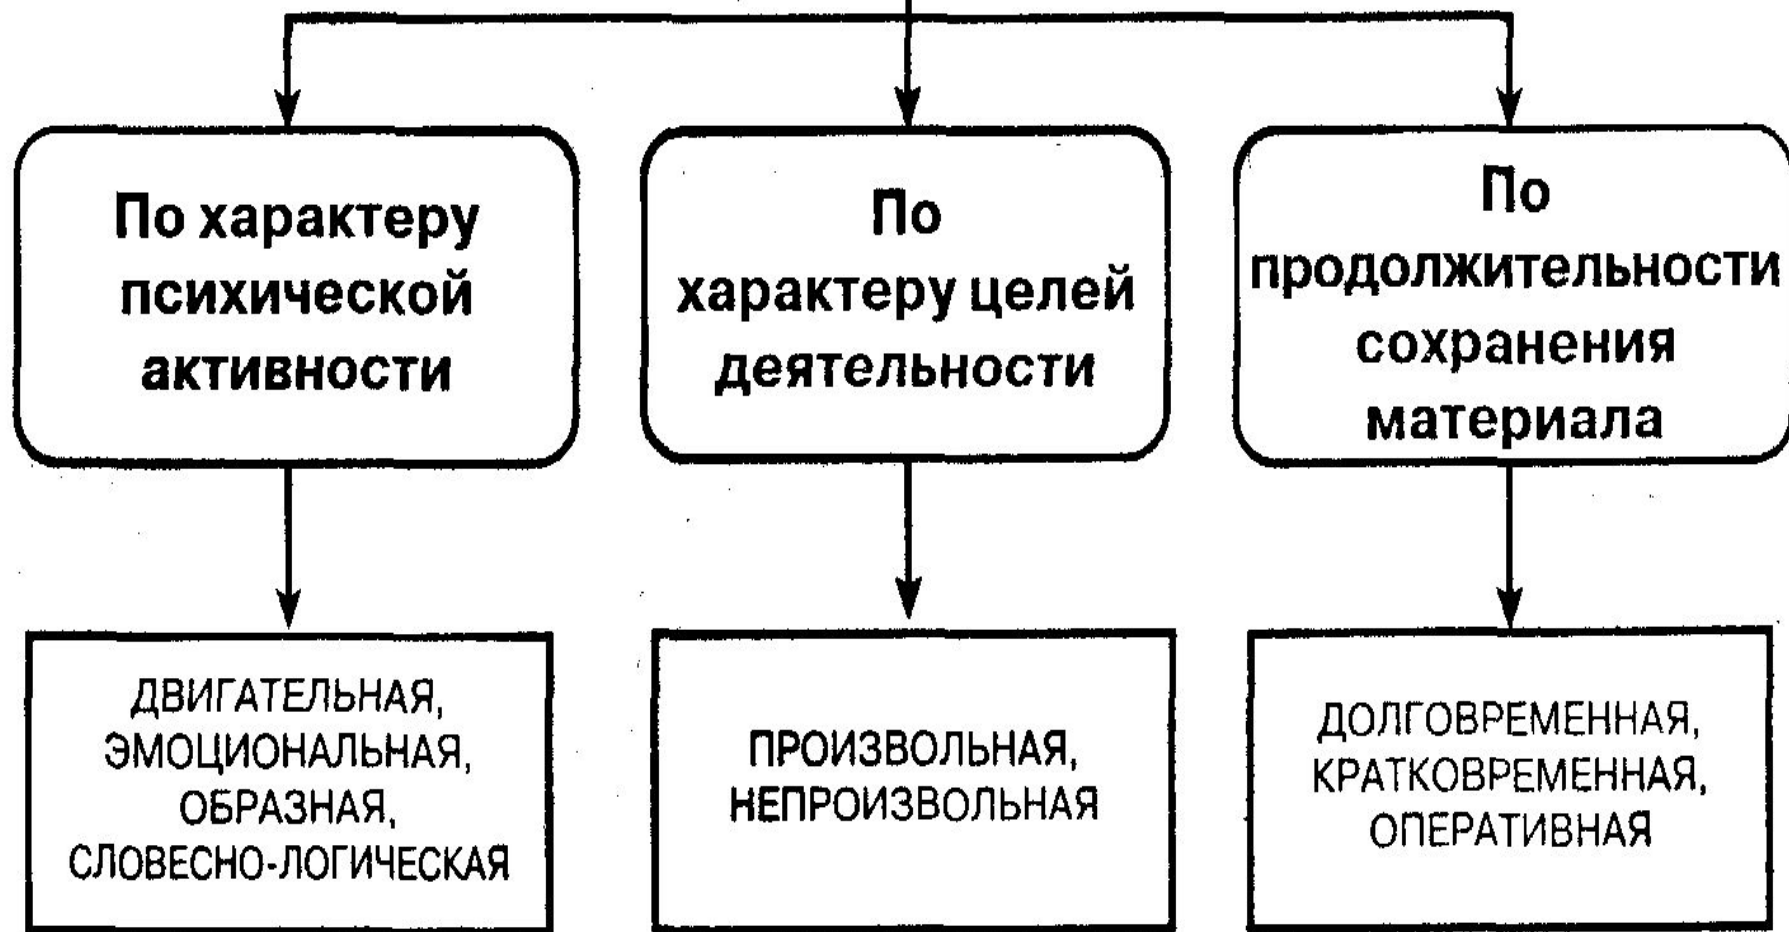 По характеру
психической
активности
По
характеру целей
деятельности
По
продолжительности
сохранения
материала
ДВИГАТЕЛЬНАЯ,
ЭМОЦИОНАЛЬНАЯ,
ОБРАЗНАЯ,
СЛОВЕСНО-ЛОГИЧЕСКАЯ
ПРОИЗВОЛЬНАЯ,
НЕПРОИЗВОЛЬНАЯ
ДОЛГОВРЕМЕННАЯ,
КРАТКОВРЕМЕННАЯ,
ОПЕРАТИВНАЯ